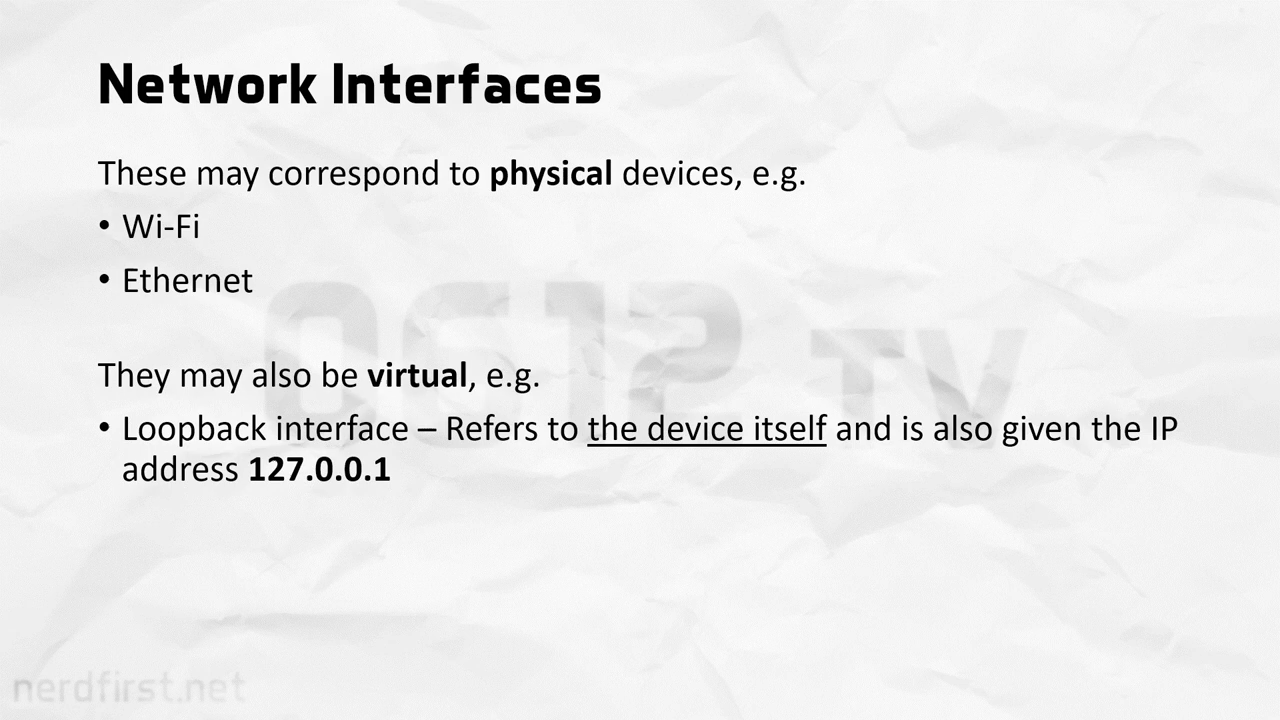 Network Interfaces
These may correspond to physical devices, e.g.
• Wi-Fi
• Ethernet
They may also be virtual, e.g.
• Loopback interface – Refers to the device itself and is also given the IP
address 127.0.0.1
0612 TV
nerdfirst.net